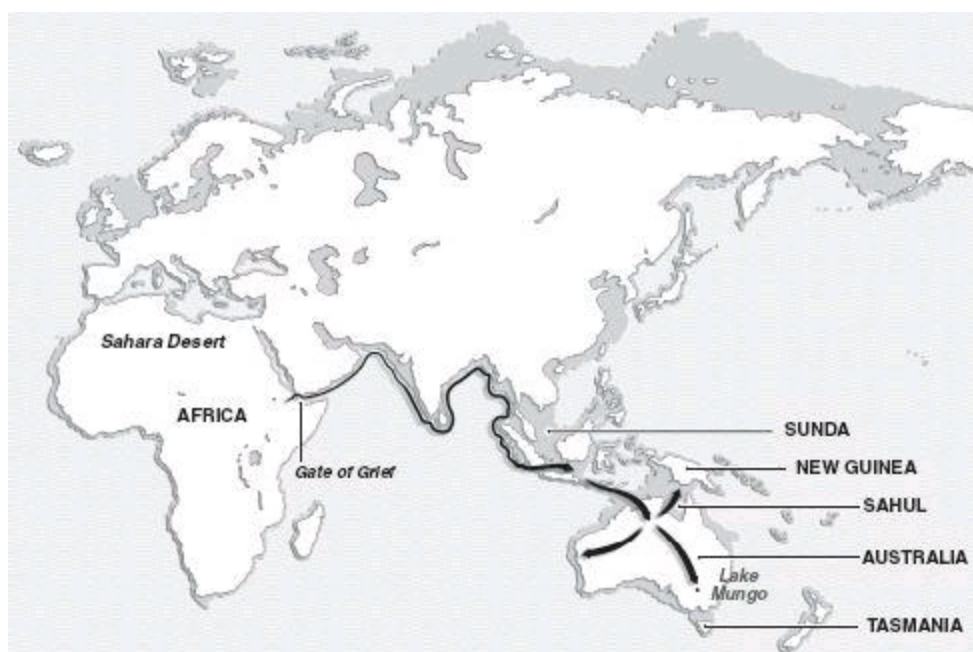 Sahara Desert
AFRICA
Gate of Grief
SUNDA
NEW GUINEA
SAHUL
AUSTRALIA
Lake
Mungo
TASMANIA